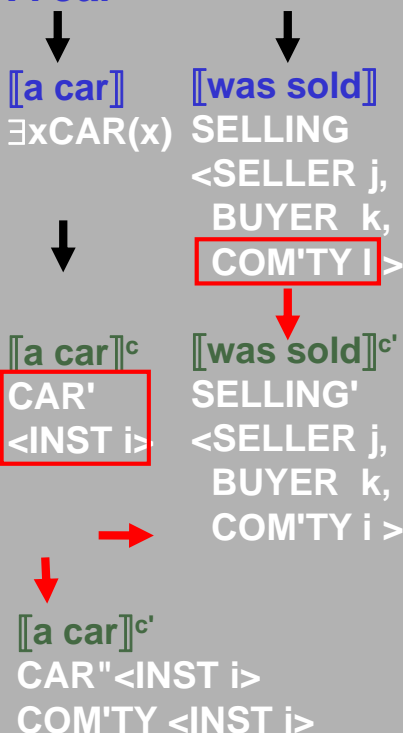 ⟦a car⟧
∃xCAR(x)
⟦was sold⟧
SELLING
<SELLER j,
BUYER k,
COM'TY l >
⟦a car⟧ᶜ
CAR'
<INST i>
⟦was sold⟧ᶜ'
SELLING'
<SELLER j,
BUYER k,
COM'TY i >
⟦a car⟧ᶜ'
CAR"<INST i>
COM'TY <INST i>